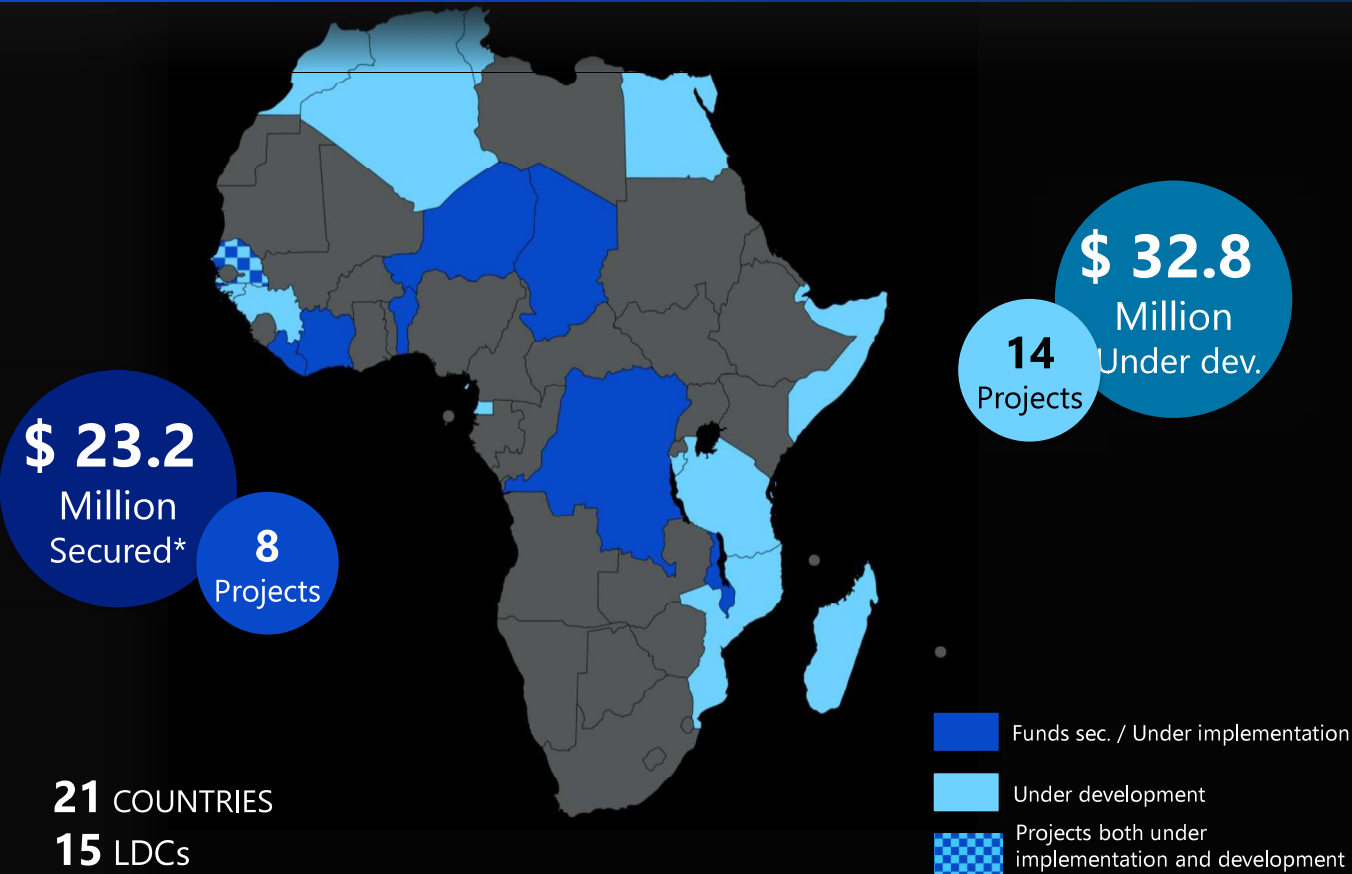 $ 32.8
Million
Under dev.
14
Projects
$ 23.2
Million
Secured*
8
Projects
21 COUNTRIES
15 LDCs
Funds sec. / Under implementation
Under development
Projects both under
implementation and development